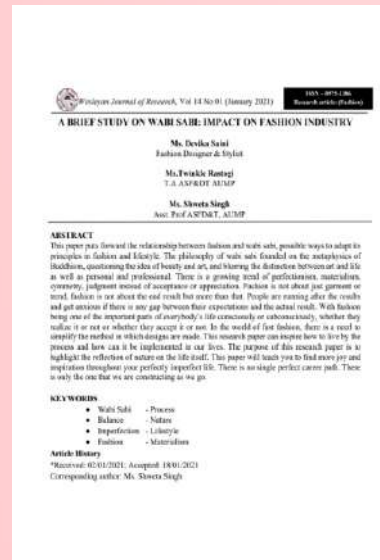 Wesleyan Journal of Research, Vol 14 No 01 (January 2021)
ISSN - 0975-1386
Research article (Fashion)
A BRIEF STUDY ON WABI SABI: IMPACT ON FASHION INDUSTRY
Ms. Devika Saini
Fashion Designer & Stylist
Ms.Twinkle Rastogi
T.A ASFDT AUMP
Ms. Shweta Singh
Asst. Prof ASFD&T, AUMP
ABSTRACT
This paper puts forward the relationship between fashion and wabi sabi, possible ways to adapt its
principles in fashion and lifestyle. The philosophy of wabi sabi founded on the metaphysics of
Buddhism, questioning the idea of beauty and art, and blurring the distinction between art and life
as well as personal and professional. There is a growing trend of perfectionism, materialism,
symmetry, judgment instead of acceptance or appreciation. Fashion is not about just garment or
trend, fashion is not about the end result but more than that. People are running after the results
and get anxious if there is any gap between their expectations and the actual result. With fashion
being one of the important parts of everybody's life consciously or subconsciously, whether they
realize it or not or whether they accept it or not. In the world of fast fashion, there is a need to
simplify the method in which designs are made. This research paper can inspire how to live by the
process and how can it be implemented in our lives. The purpose of this research paper is to
highlight the reflection of nature on the life itself. This paper will teach you to find more joy and
inspiration throughout your perfectly imperfect life. There is no single perfect career path. There
is only the one that we are constructing as we go.
KEYWORDS
• Wabi Sabi - Process
• Balance - Nature
• Imperfection - Lifestyle
• Fashion - Materialism
Article History
*Received: 02/01/2021; Accepted: 18/01/2021
Corresponding author: Ms. Shweta Singh